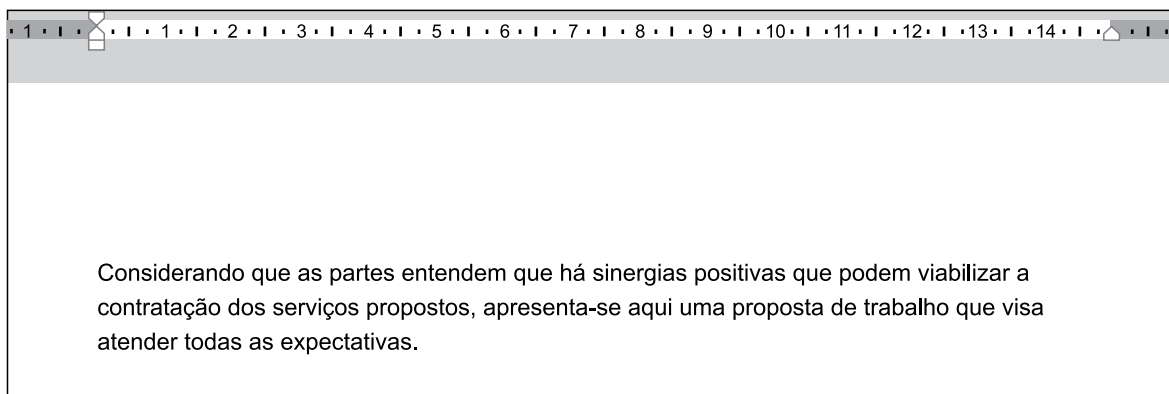 1 1 2 3 4 5 6 7 8 9 10 11 12 13 14
Considerando que as partes entendem que há sinergias positivas que podem viabilizar a
contratação dos serviços propostos, apresenta-se aqui uma proposta de trabalho que visa
atender todas as expectativas.